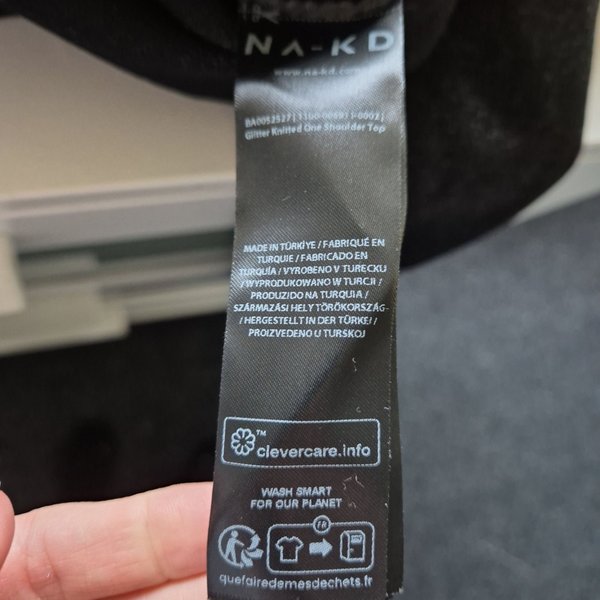 NA-KD
www.na-kd.com
Glitter Knitted One Shoulder Top
MADE IN TÜRKİYE / FABRIQUÉ EN
TURQUIE / FABRICADO EN
TURQUÍA / VYROBENO V TURECKU
/ WYPRODUKOWANO W TURCJI /
PRODUZIDO NA TURQUIA /
SZÁRMAZÁSI HELY TÖRÖKORSZÁG-
/ HERGESTELLT IN DER TÜRKEI /
PROIZVEDENO U TURSKOJ
™
clevercare.info
WASH SMART
FOR OUR PLANET
FR
quefairedemesdechets.fr